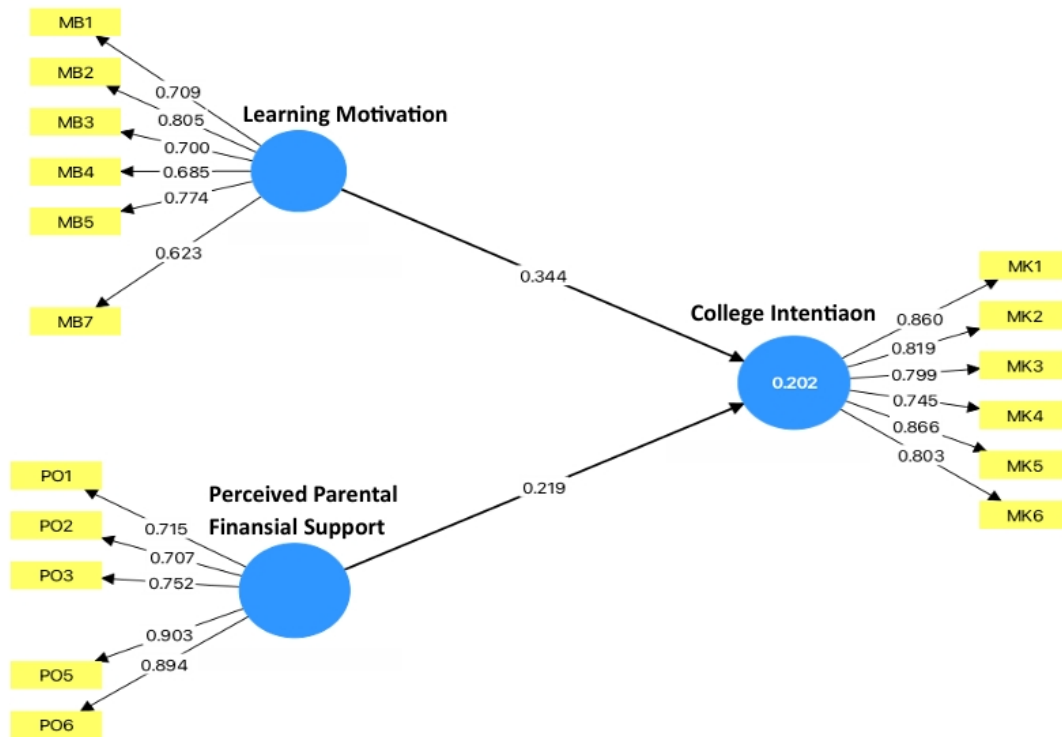 MB1
MB2
MB3
MB4
MB5
MB7
0.709
0.805
0.700
0.685
0.774
0.623
Learning Motivation
0.344
College Intentiaon
0.202
MK1
MK2
MK3
MK4
MK5
MK6
0.860
0.819
0.799
0.745
0.866
0.803
PO1
PO2
PO3
PO5
PO6
0.715
0.707
0.752
0.903
0.894
Perceived Parental
Finansial Support
0.219